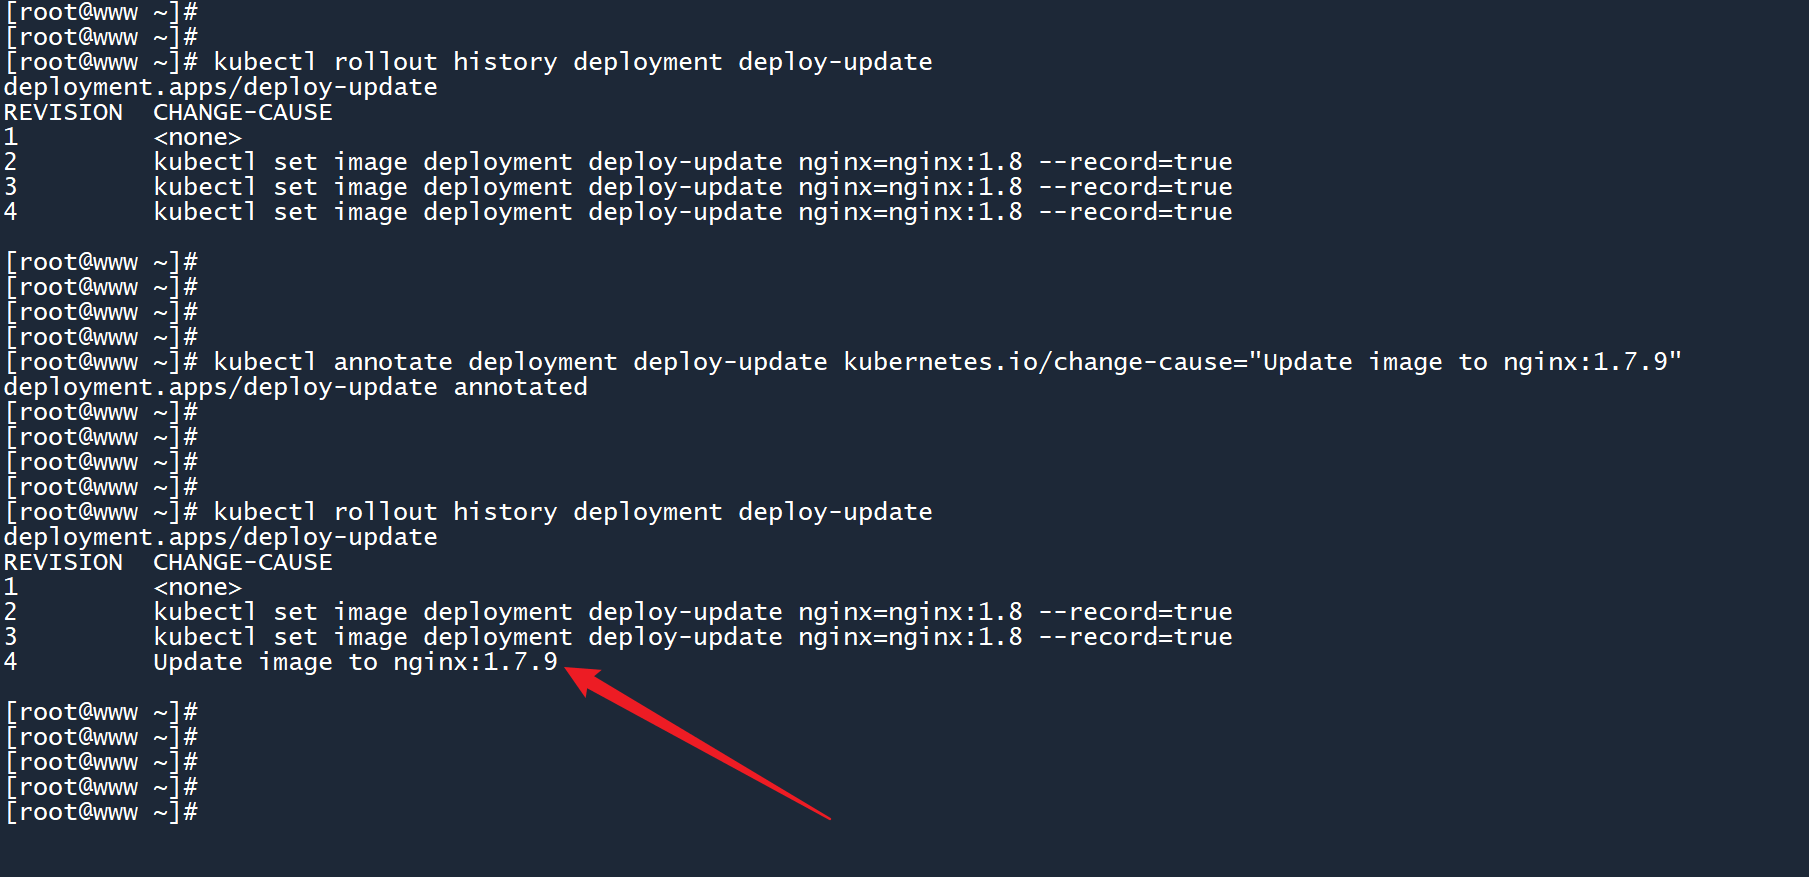 [root@www ~]#
[root@www ~]#
[root@www ~]# kubectl rollout history deployment deploy-update
deployment.apps/deploy-update
REVISION  CHANGE-CAUSE
1         <none>
2         kubectl set image deployment deploy-update nginx=nginx:1.8 --record=true
3         kubectl set image deployment deploy-update nginx=nginx:1.8 --record=true
4         kubectl set image deployment deploy-update nginx=nginx:1.8 --record=true
[root@www ~]#
[root@www ~]#
[root@www ~]#
[root@www ~]#
[root@www ~]# kubectl annotate deployment deploy-update kubernetes.io/change-cause="Update image to nginx:1.7.9"
deployment.apps/deploy-update annotated
[root@www ~]#
[root@www ~]#
[root@www ~]#
[root@www ~]#
[root@www ~]# kubectl rollout history deployment deploy-update
deployment.apps/deploy-update
REVISION  CHANGE-CAUSE
1         <none>
2         kubectl set image deployment deploy-update nginx=nginx:1.8 --record=true
3         kubectl set image deployment deploy-update nginx=nginx:1.8 --record=true
4         Update image to nginx:1.7.9
[root@www ~]#
[root@www ~]#
[root@www ~]#
[root@www ~]#
[root@www ~]#